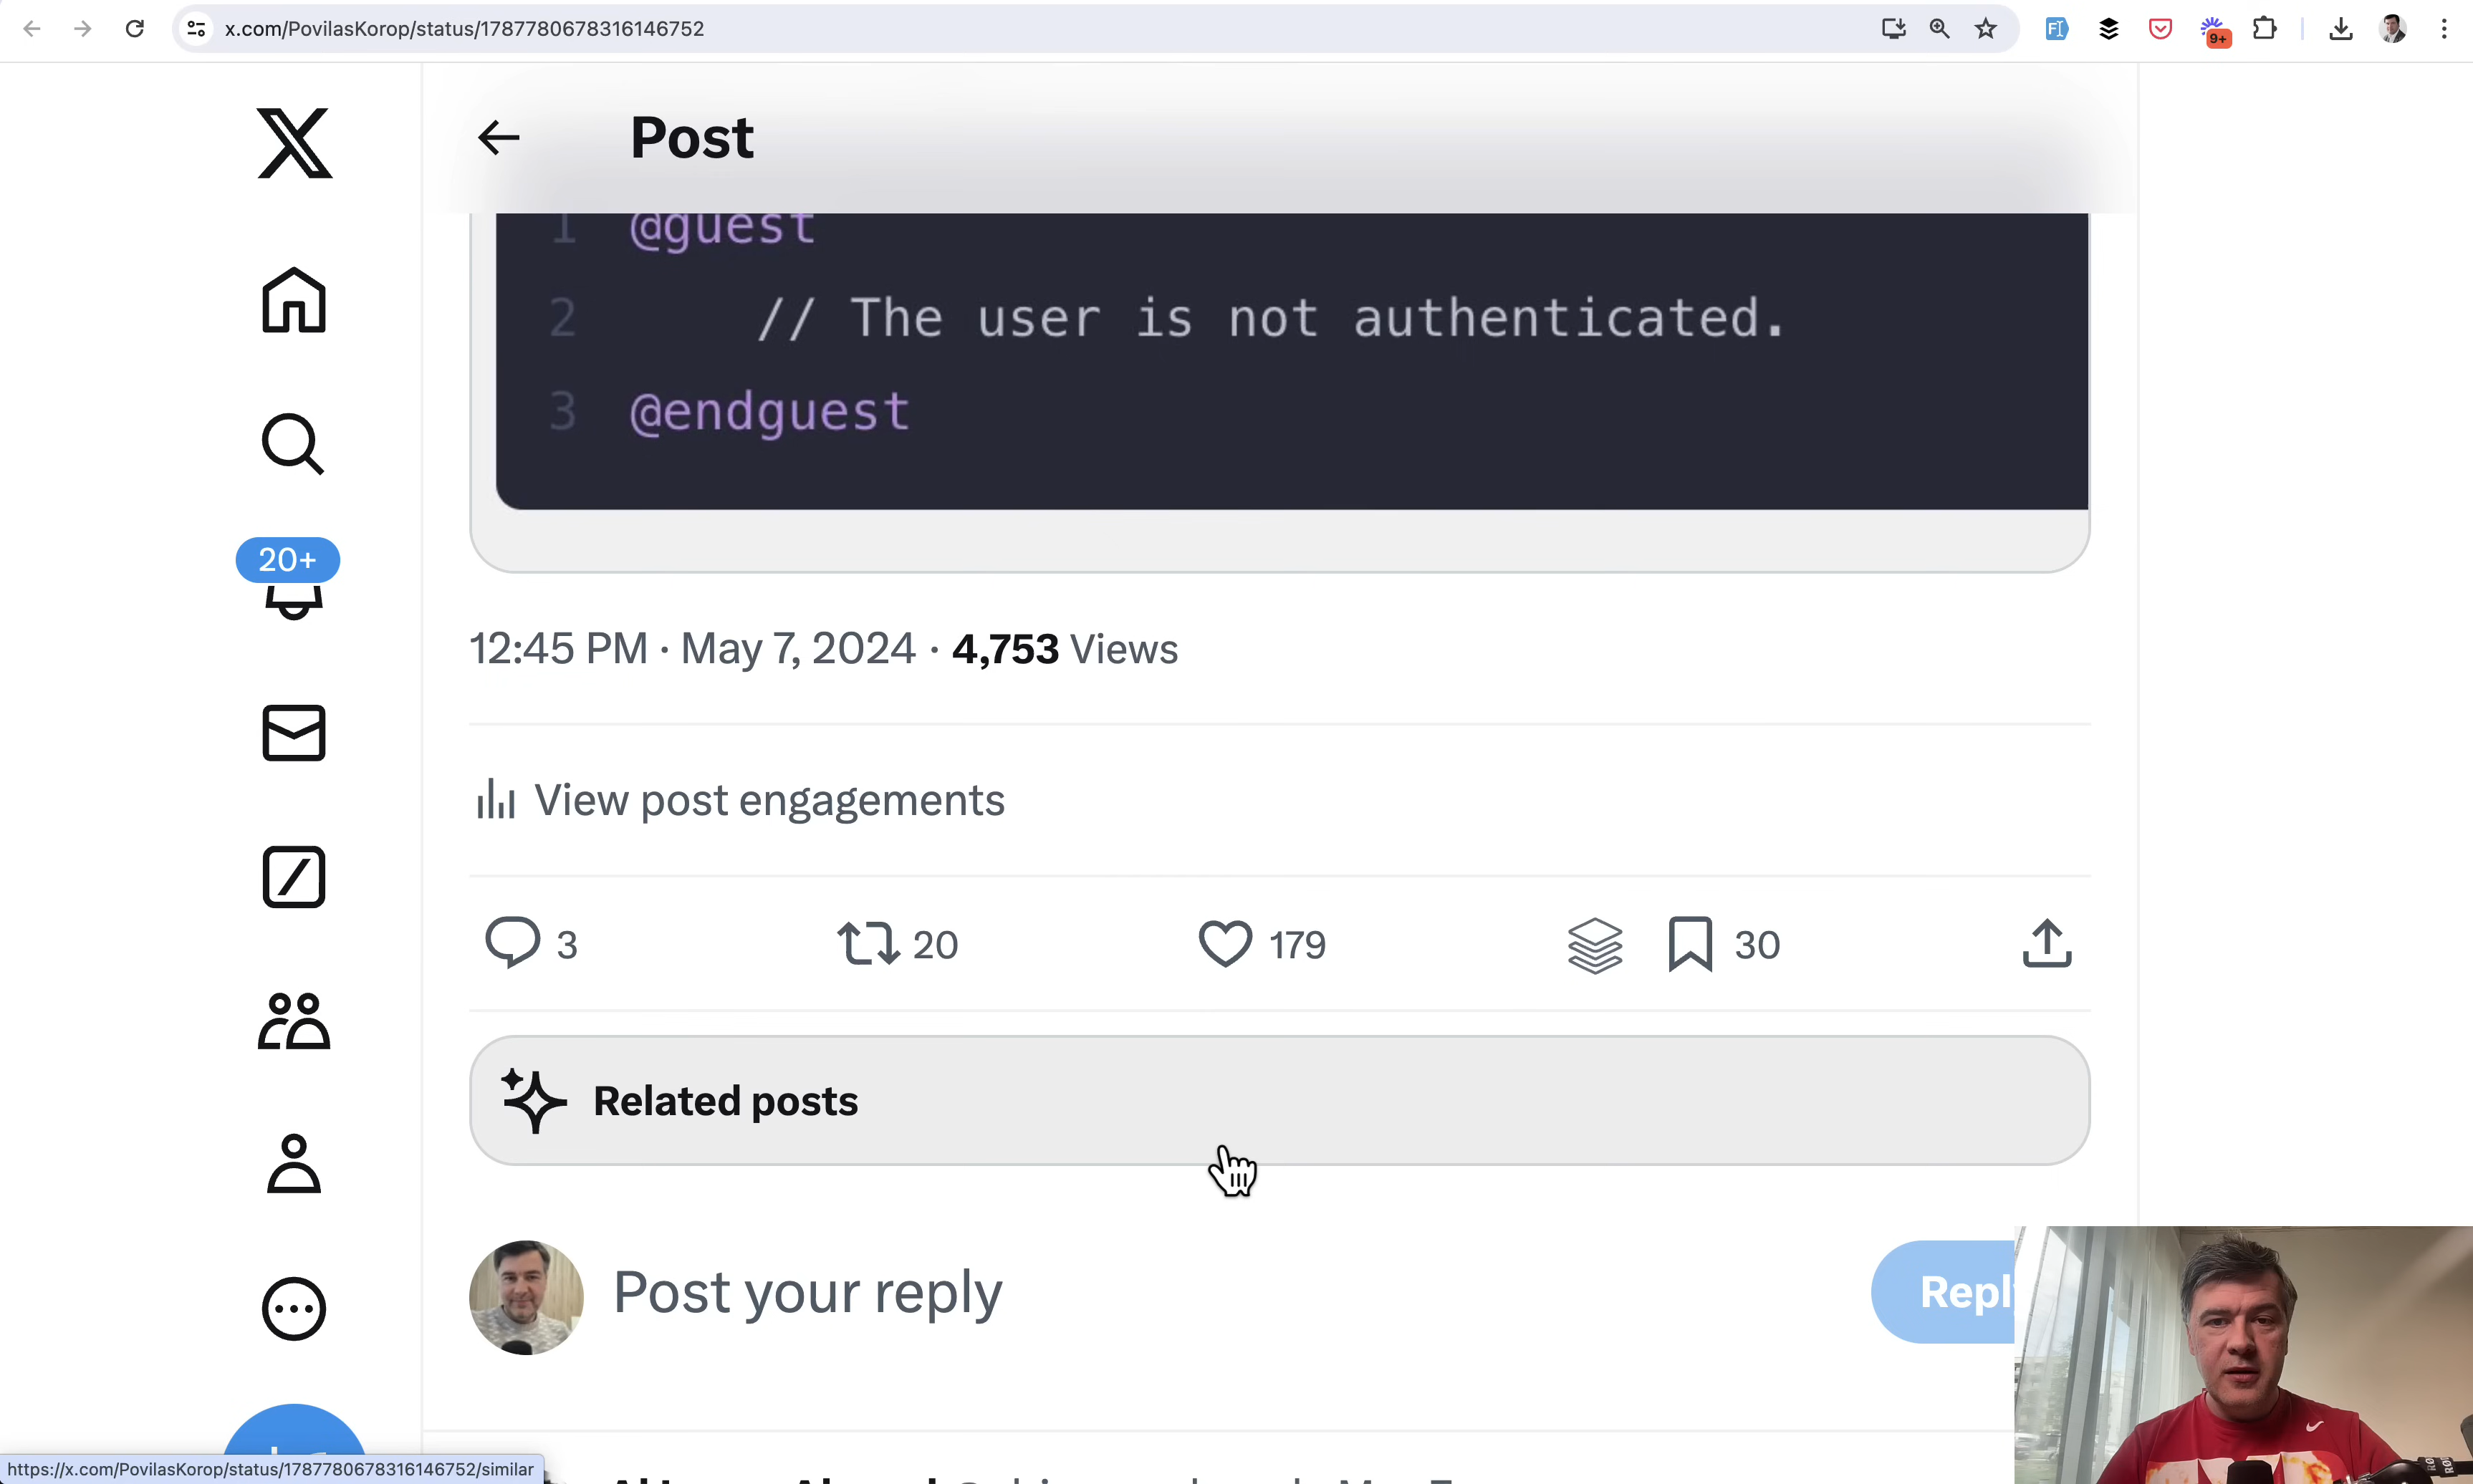 x.com/PovilasKorop/status/1787780678316146752
9+
Post
1 @guest
2 // The user is not authenticated.
3 @endguest
20+
12:45 PM · May 7, 2024 · 4,753 Views
View post engagements
3 20 179 30
Related posts
Post your reply
Repl
https://x.com/PovilasKorop/status/1787780678316146752/similar